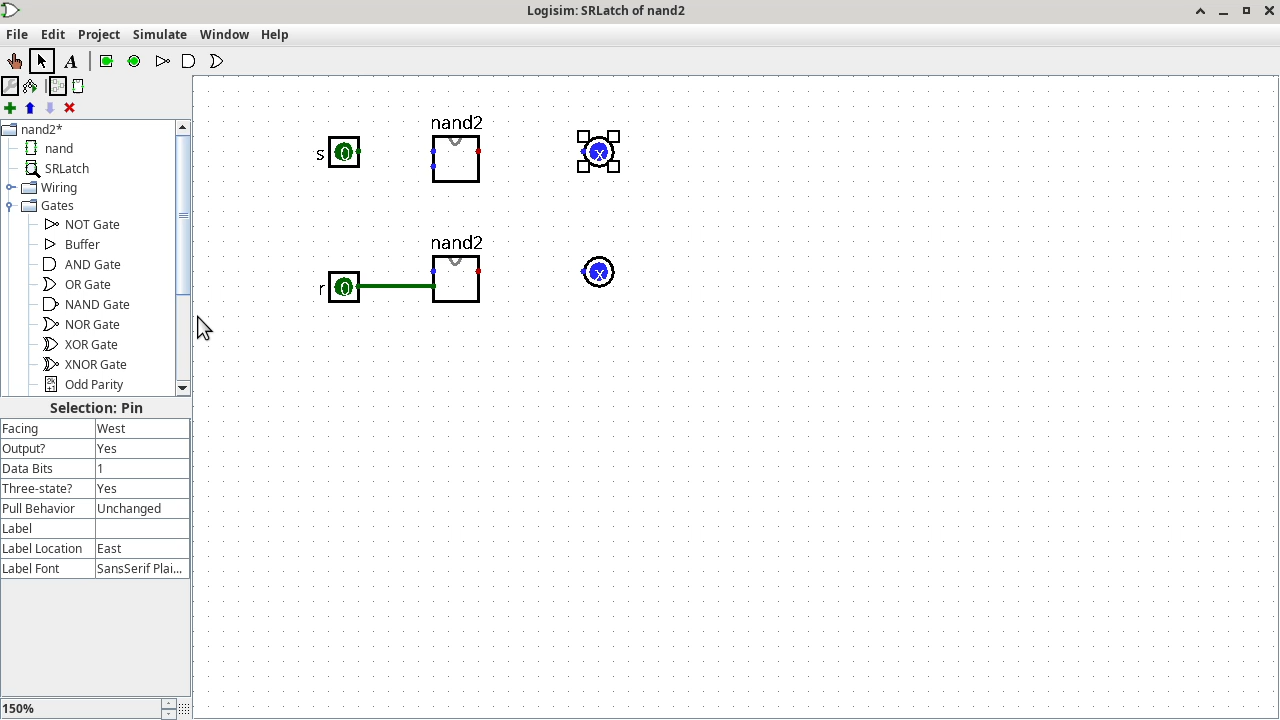 Logisim: SRLatch of nand2
File Edit Project Simulate Window Help
A
nand2*
nand
SRLatch
Wiring
Gates
NOT Gate
Buffer
AND Gate
OR Gate
NAND Gate
NOR Gate
XOR Gate
XNOR Gate
Odd Parity
Selection: Pin
Facing West
Output? Yes
Data Bits 1
Three-state? Yes
Pull Behavior Unchanged
Label
Label Location East
Label Font SansSerif Plai...
150%
nand2
s 0 x
nand2
r 0 x